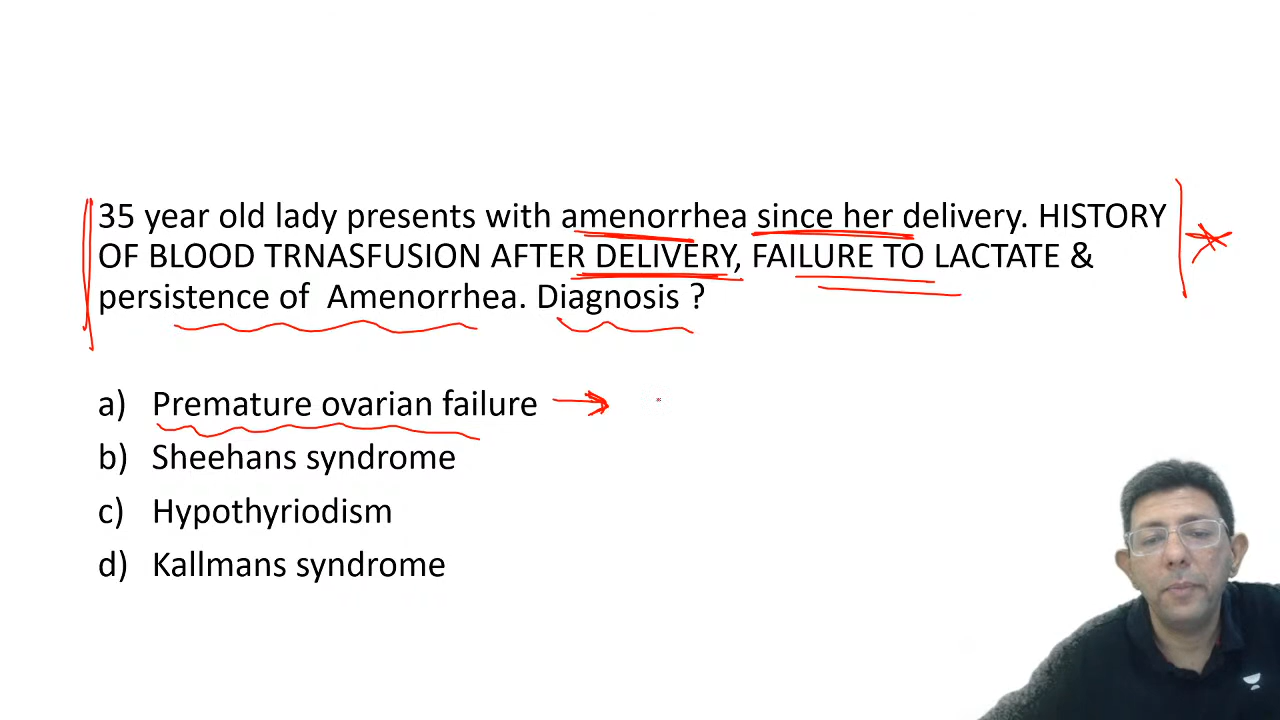 35 year old lady presents with amenorrhea since her delivery. HISTORY
OF BLOOD TRNASFUSION AFTER DELIVERY, FAILURE TO LACTATE &
persistence of Amenorrhea. Diagnosis ?
a) Premature ovarian failure
b) Sheehans syndrome
c) Hypothyriodism
d) Kallmans syndrome